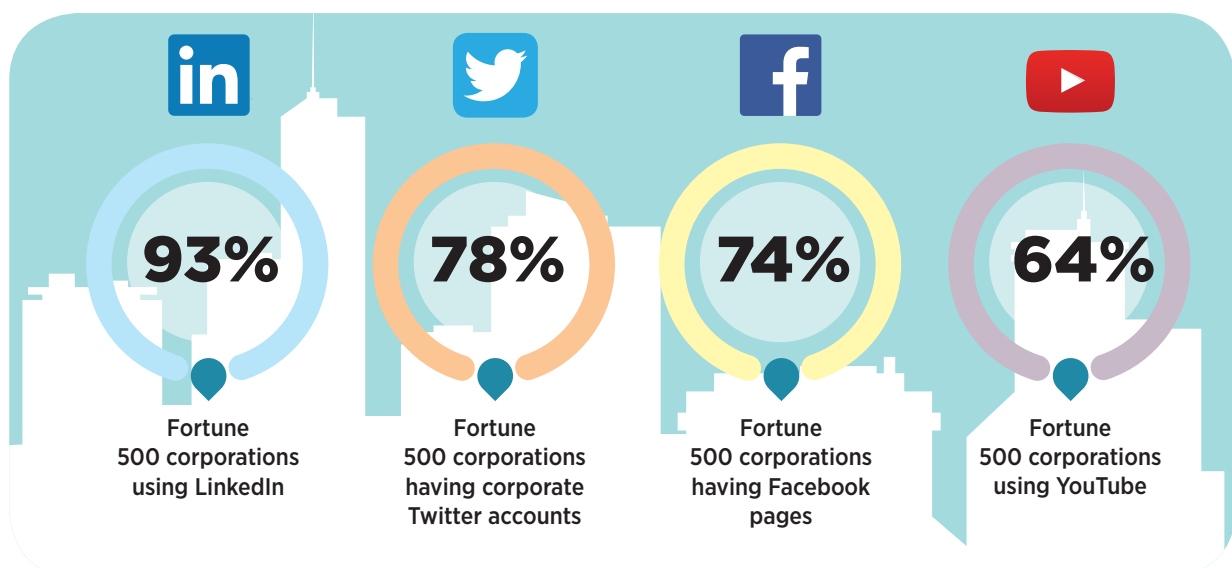 in
93%
Fortune
500 corporations
using LinkedIn
78%
Fortune
500 corporations
having corporate
Twitter accounts
f
74%
Fortune
500 corporations
having Facebook
pages
64%
Fortune
500 corporations
using YouTube